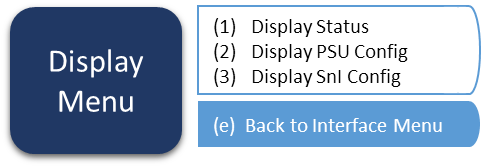 Display
Menu
(1) Display Status
(2) Display PSU Config
(3) Display SnI Config
(e) Back to Interface Menu